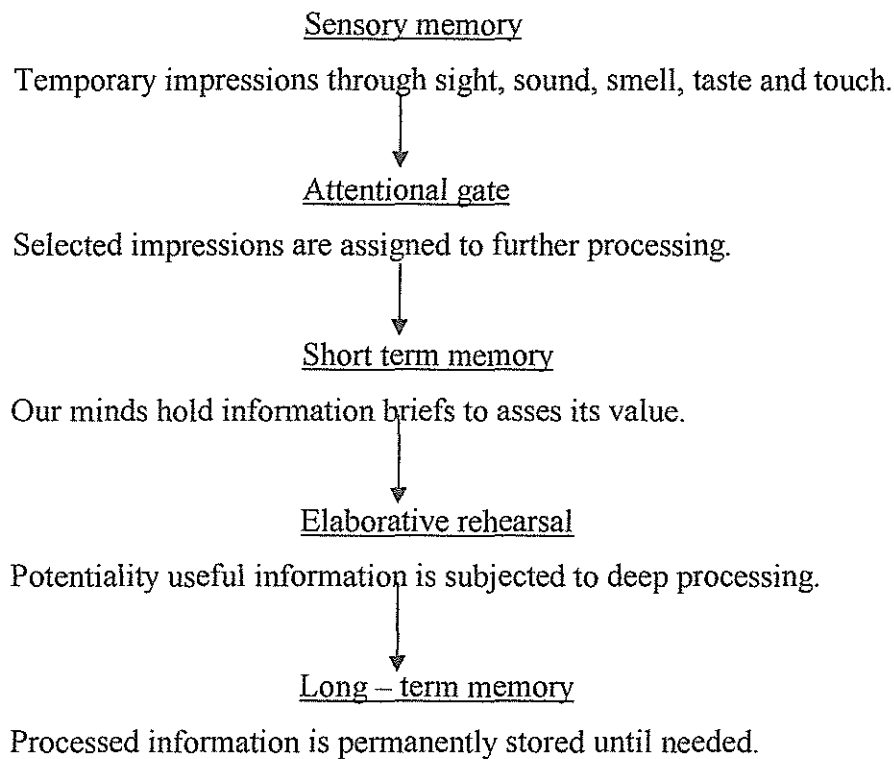 Sensory memory
Temporary impressions through sight, sound, smell, taste and touch.
Attentional gate
Selected impressions are assigned to further processing.
Short term memory
Our minds hold information briefs to asses its value.
Elaborative rehearsal
Potentiality useful information is subjected to deep processing.
Long – term memory
Processed information is permanently stored until needed.